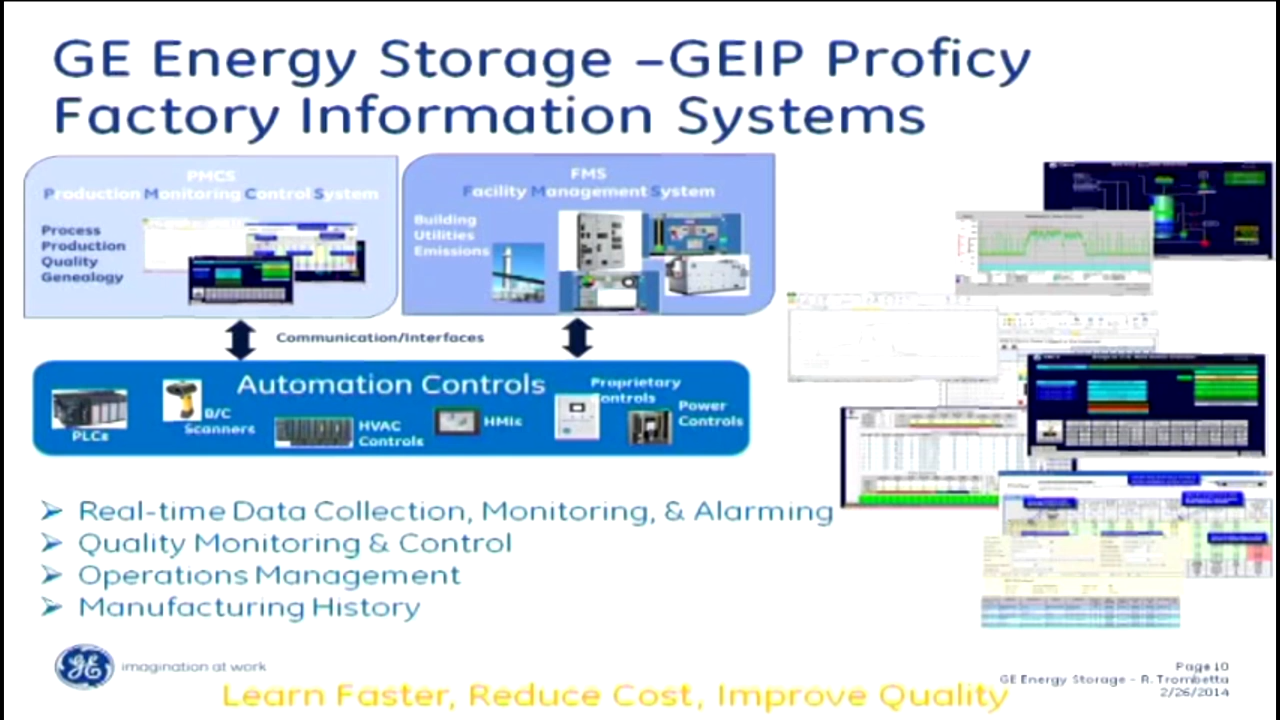 GE Energy Storage –GEIP Proficy
Factory Information Systems
PMCS
Production Monitoring Control System
Process
Production
Quality
Genealogy
FMS
Facility Management System
Building
Utilities
Emissions
Communication/Interfaces
Automation Controls
PLCs
B/C
Scanners
HVAC
Controls
HMIs
Proprietary
Controls
Power
Controls
➢ Real-time Data Collection, Monitoring, & Alarming
➢ Quality Monitoring & Control
➢ Operations Management
➢ Manufacturing History
GE imagination at work
Page 10
GE Energy Storage - R. Trombetta
2/26/2014
Learn Faster, Reduce Cost, Improve Quality